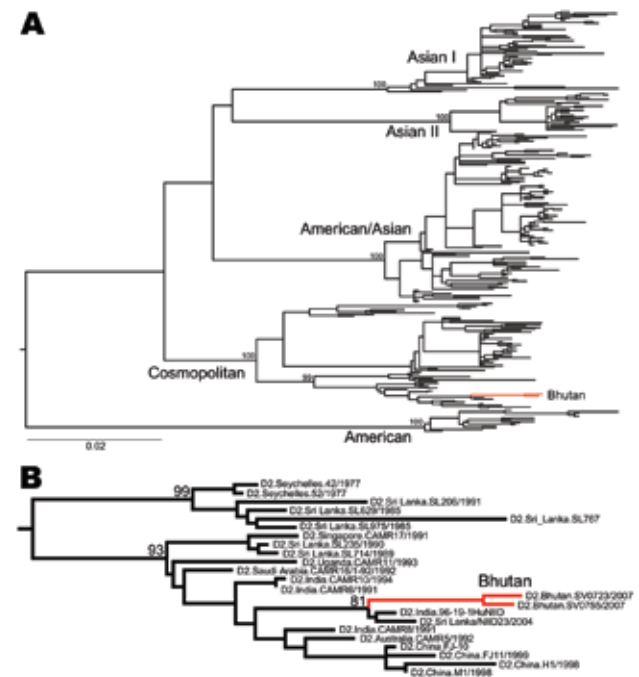 A
Asian I
100
100
Asian II
American/Asian
100
100
Cosmopolitan
99
Bhutan
100
American
0.02
B
99
D2.Seychelles.42/1977
D2.Seychelles.52/1977
D2.Sri Lanka.SL206/1991
D2.Sri Lanka.SL629/1985
D2.Sri_Lanka.SL767
D2.Sri Lanka.SL975/1985
D2.Singapore.CAMR17/1991
93
D2.Sri Lanka.SL235/1990
D2.Sri Lanka.SL714/1989
D2.Uganda.CAMR11/1993
D2.Saudi Arabia.CAMR16/1-92/1992
D2.India.CAMR10/1994
D2.India.CAMR6/1991
Bhutan
81
D2.Bhutan.SV0723/2007
D2.Bhutan.SV0755/2007
D2.India.96-19-1HuNIID
D2.Sri Lanka/NIID23/2004
D2.India.CAMR8/1991
D2.Australia.CAMR5/1992
D2.China.FJ-10
D2.China.FJ11/1999
D2.China.H1/1998
D2.China.M1/1998